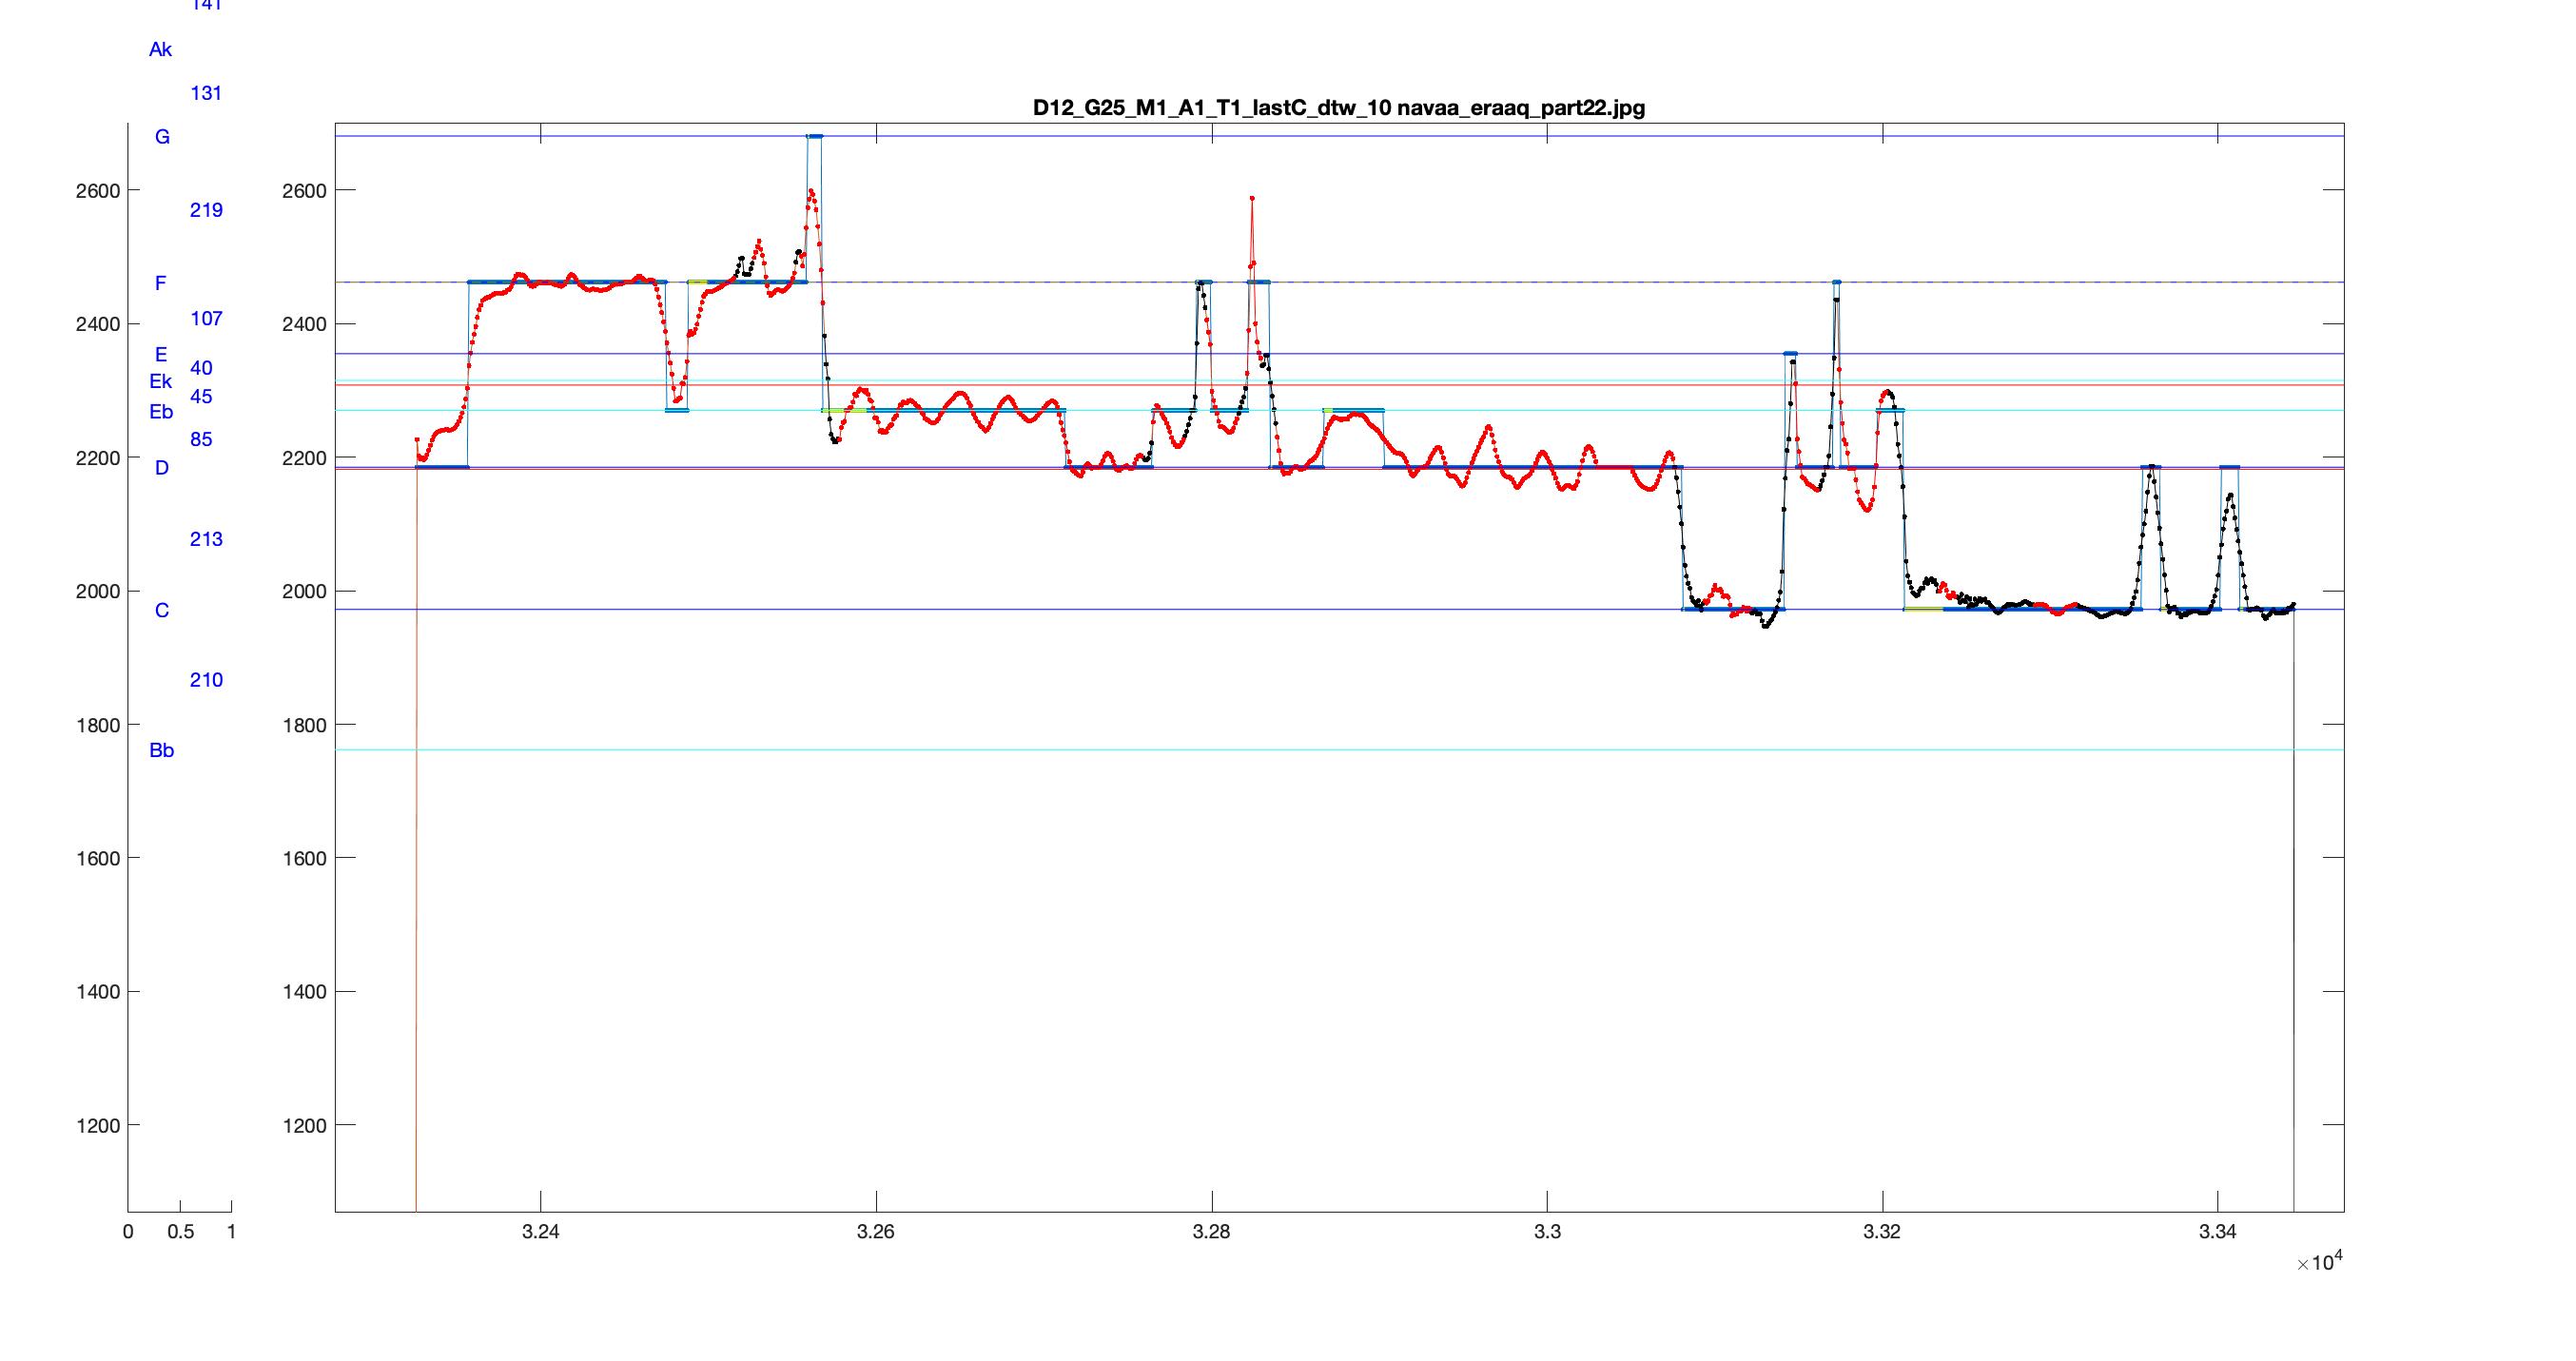 141
Ak
131
D12_G25_M1_A1_T1_lastC_dtw_10 navaa_eraaq_part22.jpg
G
2600 219 2600
F
2400 107 2400
E
40
Ek
45
Eb
85
2200 2200
D
213
2000 2000
C
210
1800 1800
Bb
1600 1600
1400 1400
1200 1200
0 0.5 1 3.24 3.26 3.28 3.3 3.32 3.34
×10^4